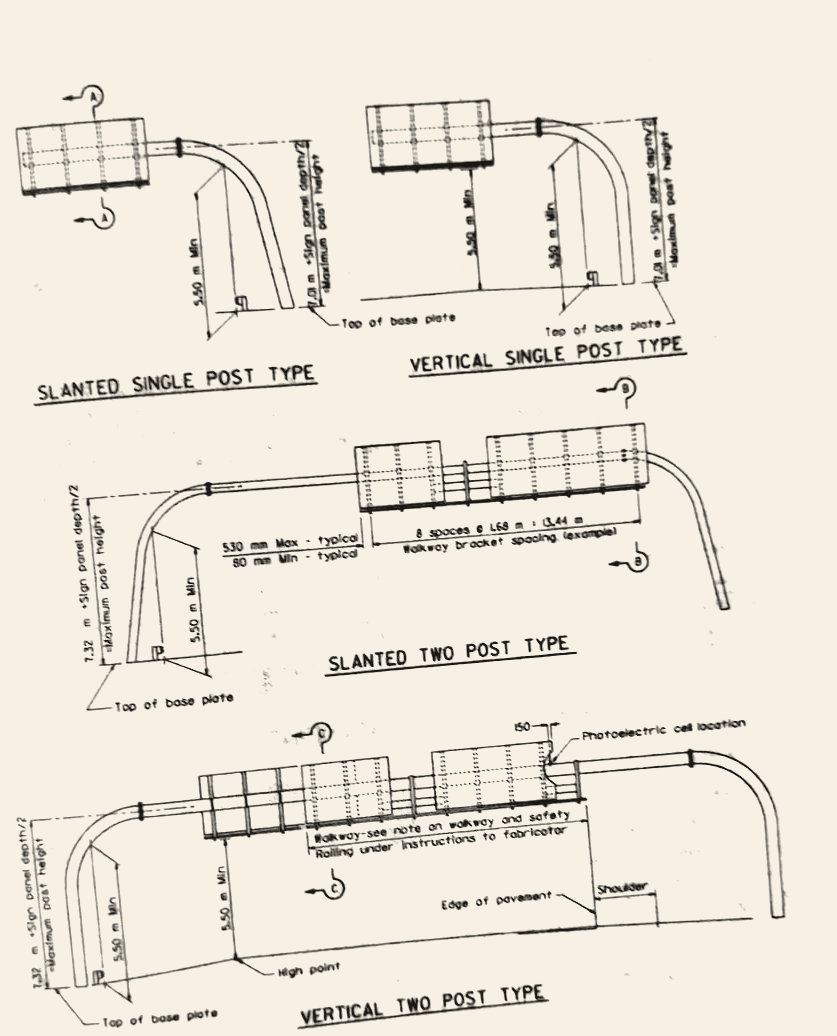 A
A
5.50 m Min
7.01 m +Sign panel depth/2
=Maximum post height
Top of base plate
SLANTED SINGLE POST TYPE
5.50 m Min
5.50 m Min
7.01 m +Sign panel depth/2
=Maximum post height
Top of base plate
VERTICAL SINGLE POST TYPE
B
7.32 m +Sign panel depth/2
=Maximum post height
530 mm Max - typical
80 mm Min - typical
8 spaces @ 1.68 m = 13.44 m
Walkway bracket spacing (example)
B
5.50 m Min
Top of base plate
SLANTED TWO POST TYPE
C
150
Photoelectric cell location
7.32 m +Sign panel depth/2
=Maximum post height
Walkway-see note on walkway and safety
Railing under instructions to fabricator
C
5.50 m Min
5.50 m Min
Edge of pavement
Shoulder
High point
Top of base plate
VERTICAL TWO POST TYPE